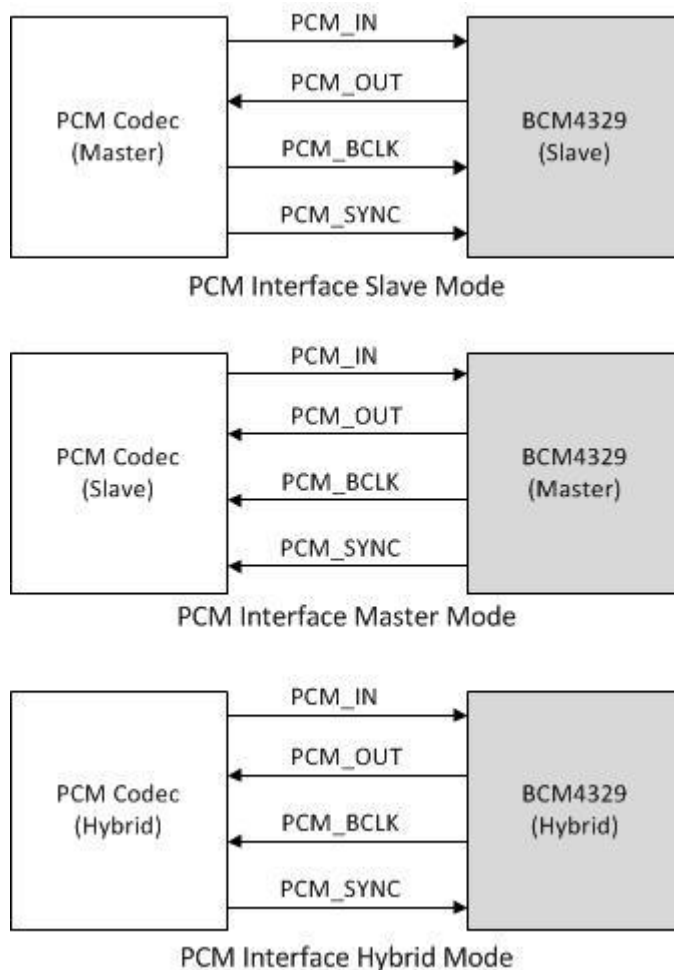 PCM_IN
PCM_OUT
PCM Codec
(Master)
BCM4329
(Slave)
PCM_BCLK
PCM_SYNC
PCM Interface Slave Mode
PCM_IN
PCM_OUT
PCM Codec
(Slave)
BCM4329
(Master)
PCM_BCLK
PCM_SYNC
PCM Interface Master Mode
PCM_IN
PCM_OUT
PCM Codec
(Hybrid)
BCM4329
(Hybrid)
PCM_BCLK
PCM_SYNC
PCM Interface Hybrid Mode